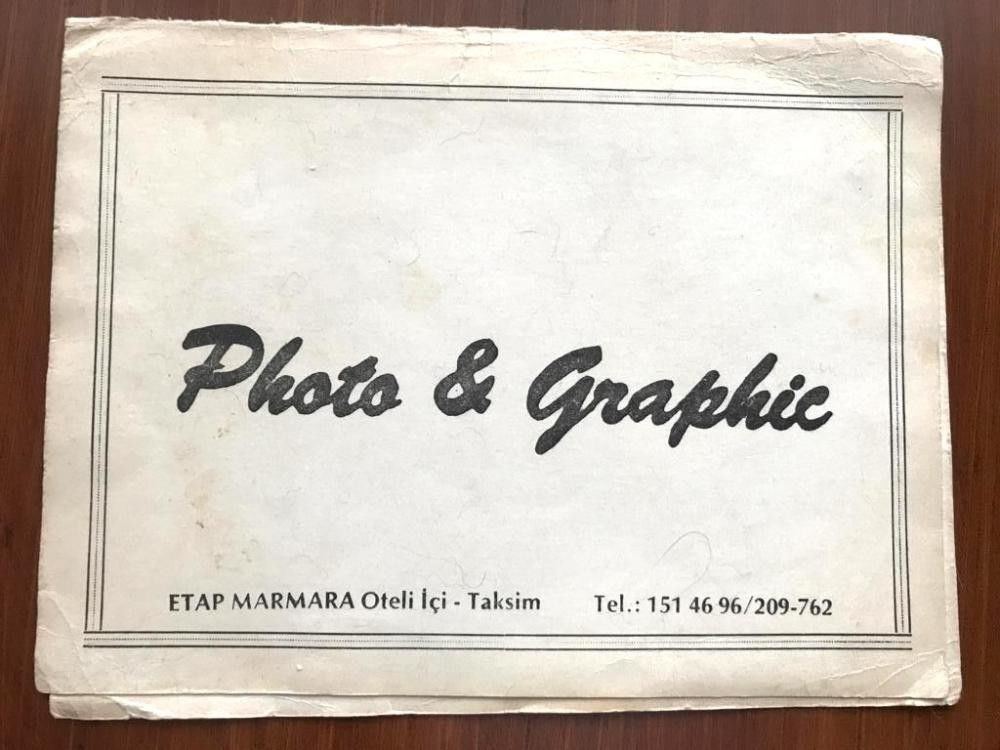 Photo & Graphic
ETAP MARMARA Oteli İçi - Taksim Tel.: 151 46 96/209-762